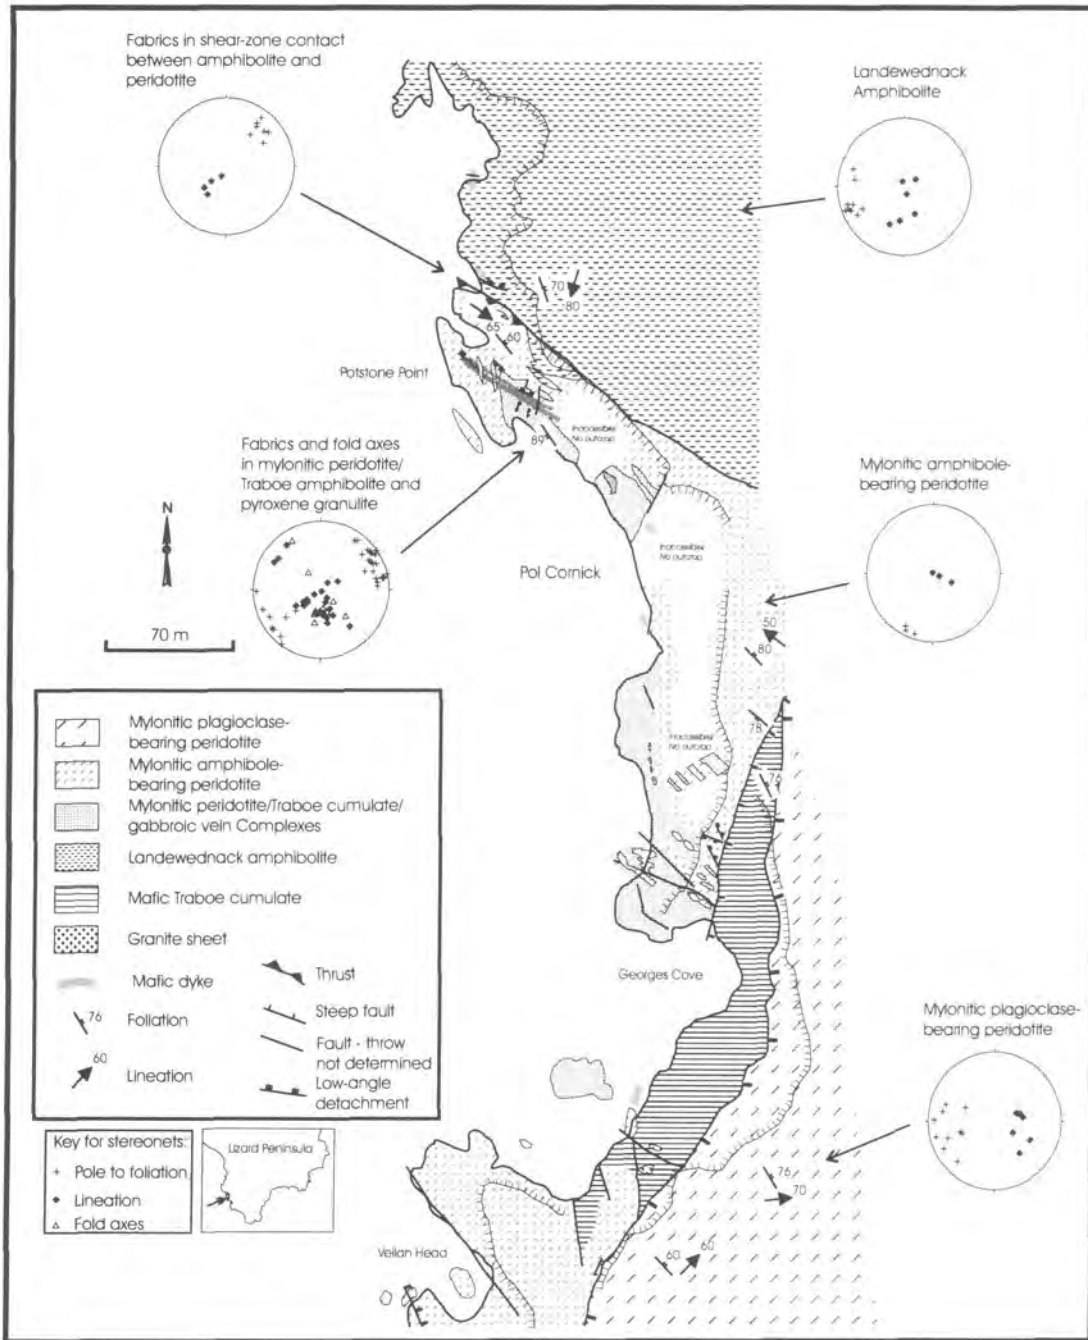 Fabrics in shear-zone contact
between amphibolite and
peridotite
Landewednack
Amphibolite
70
80
65
60
Potstone Point
89
Inaccessible
No outcrop
Fabrics and fold axes
in mylonitic peridotite/
Traboe amphibolite and
pyroxene granulite
Mylonitic amphibole-
bearing peridotite
N
Inaccessible
No outcrop
Pol Cornick
70 m
50
80
78
Inaccessible
No outcrop
76
Mylonitic plagioclase-
bearing peridotite
Mylonitic amphibole-
bearing peridotite
Mylonitic peridotite/Traboe cumulate/
gabbroic vein Complexes
Landewednack amphibolite
Mafic Traboe cumulate
Granite sheet
Mafic dyke
76
Foliation
60
Lineation
Thrust
Steep fault
Fault - throw
not determined
Low-angle
detachment
Georges Cove
Mylonitic plagioclase-
bearing peridotite
Key for stereonets:
Pole to foliation
Lineation
Fold axes
Lizard Peninsula
76
70
Vellan Head
60
60